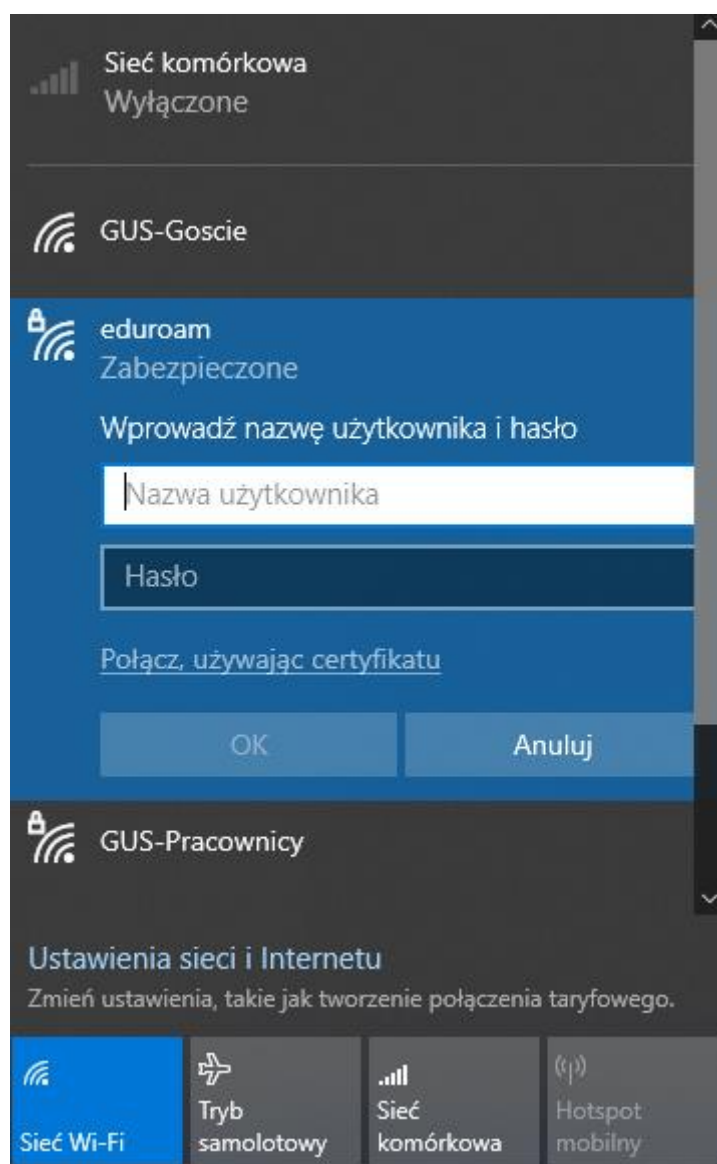 Sieć komórkowa
Wyłączone
GUS-Goscie
eduroam
Zabezpieczone
Wprowadź nazwę użytkownika i hasło
Nazwa użytkownika
Hasło
Połącz, używając certyfikatu
OK Anuluj
GUS-Pracownicy
Ustawienia sieci i Internetu
Zmień ustawienia, takie jak tworzenie połączenia taryfowego.
Sieć Wi-Fi
Tryb
samolotowy
Sieć
komórkowa
Hotspot
mobilny